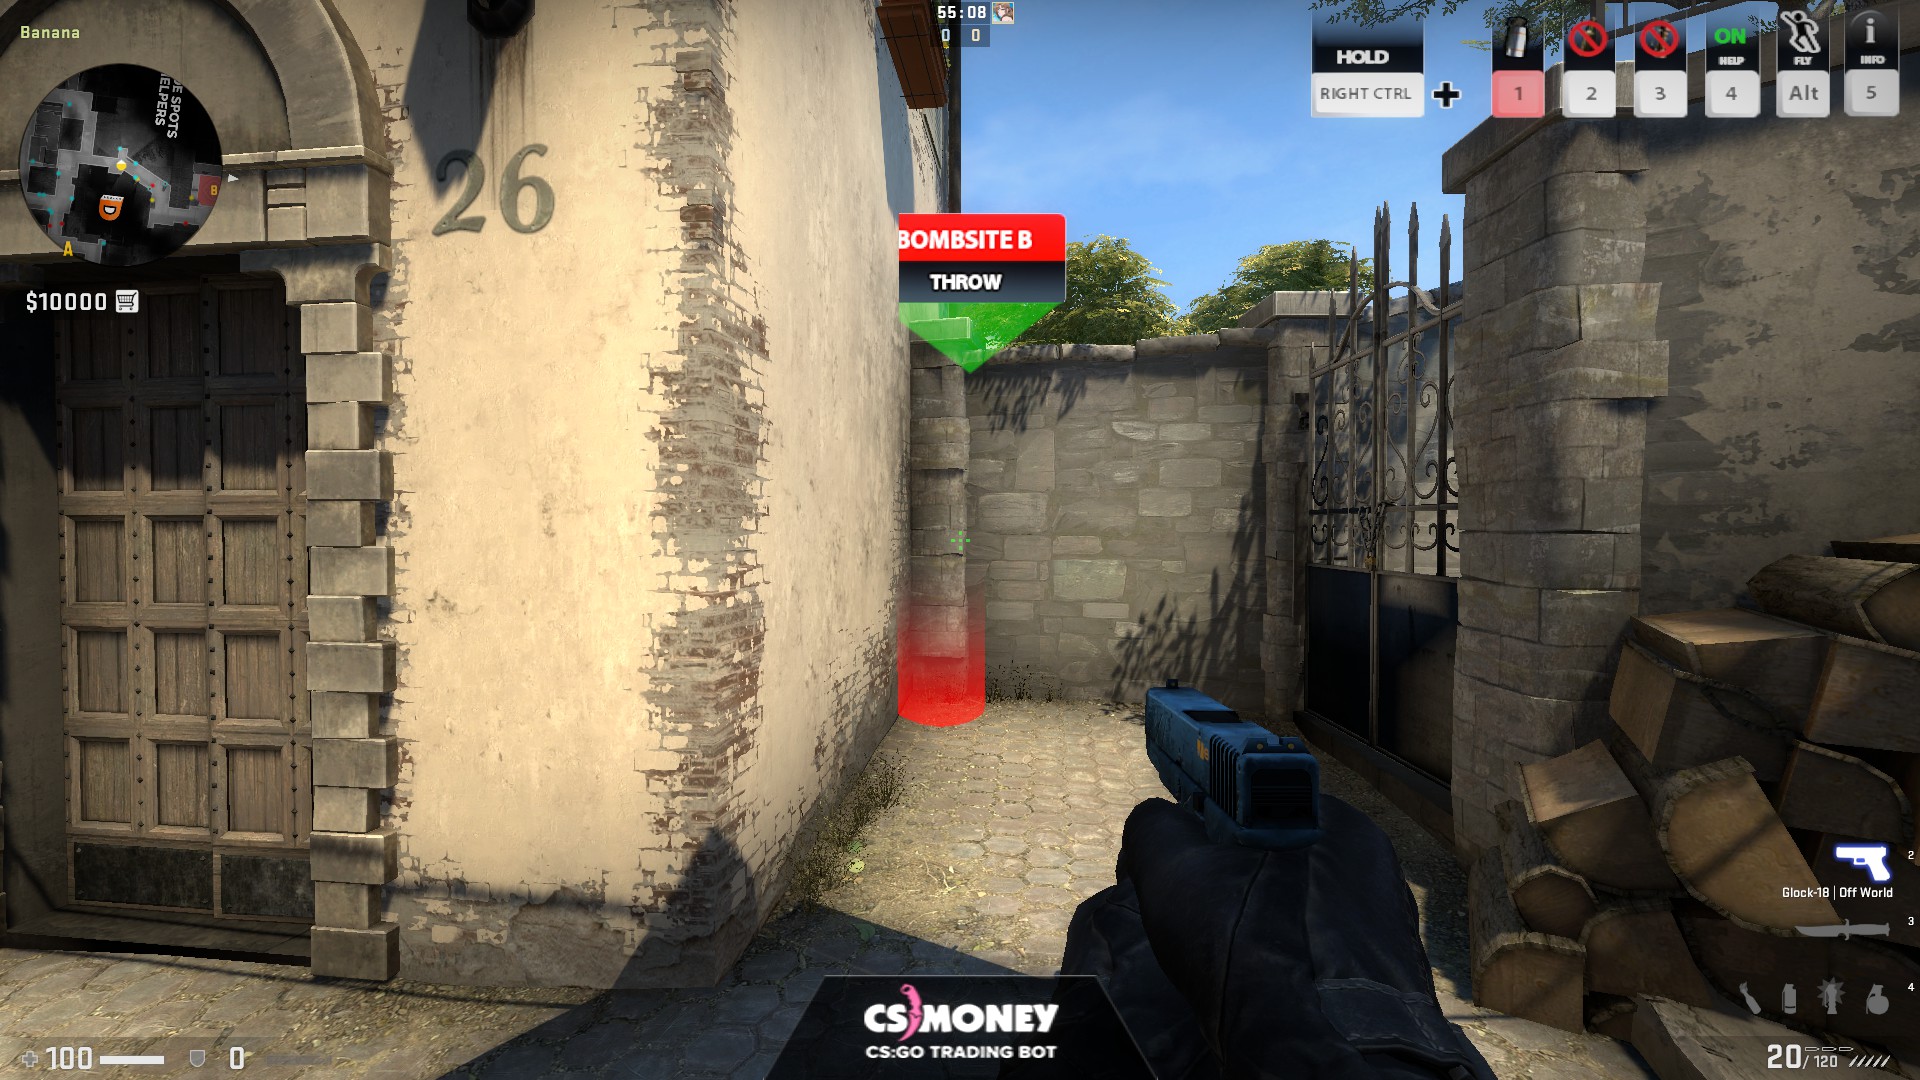 Banana
55:08
0 0
HOLD
RIGHT CTRL
1
2
3
ON
HELP
4
FLY
Alt
INFO
5
SPOTS
HELPERS
B
A
26
BOMBSITE B
THROW
$10000
2
Glock-18 | Off World
3
4
CS MONEY
CS:GO TRADING BOT
100
0
20 / 120